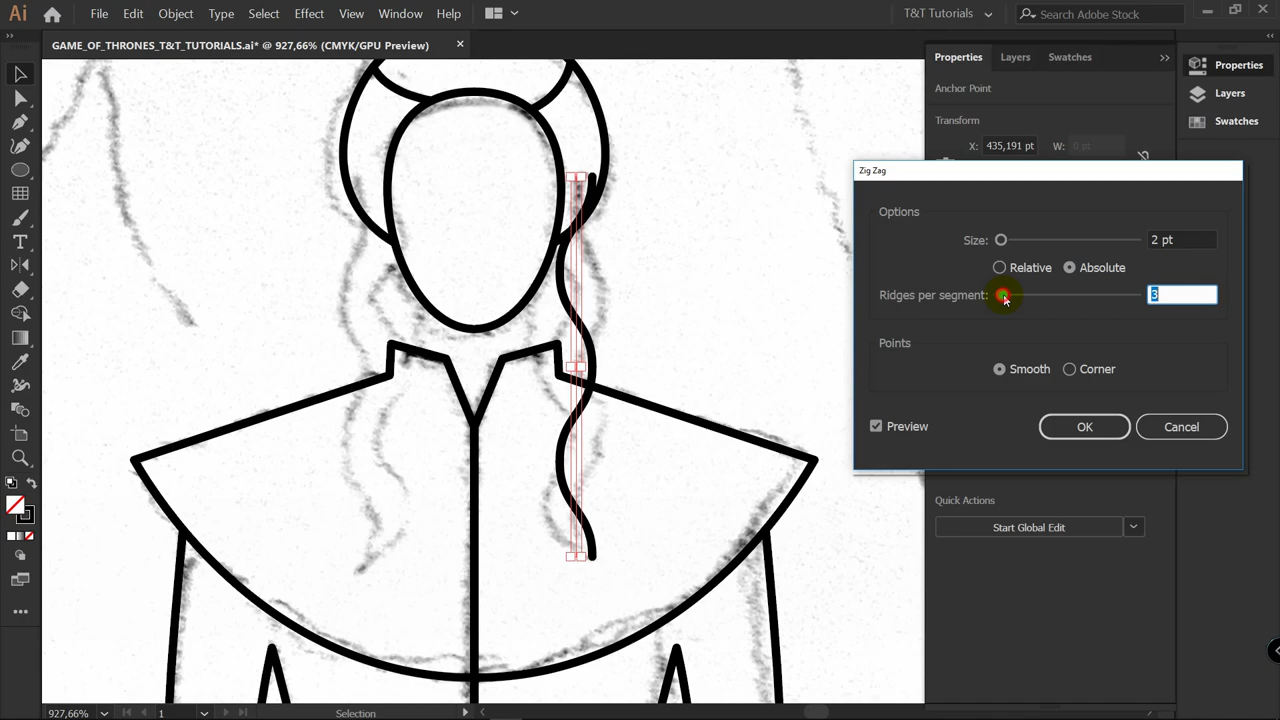 Ai File Edit Object Type Select Effect View Window Help T&T Tutorials Search Adobe Stock
GAME_OF_THRONES_T&T_TUTORIALS.ai* @ 927,66% (CMYK/GPU Preview)
Properties Layers Swatches
Anchor Point
Transform
X: 435,191 pt W: 0 pt
Properties
Layers
Swatches
Zig Zag
Options
Size: 2 pt
Relative Absolute
Ridges per segment: 3
Points
Smooth Corner
Preview OK Cancel
Quick Actions
Start Global Edit
927,66% 1 Selection